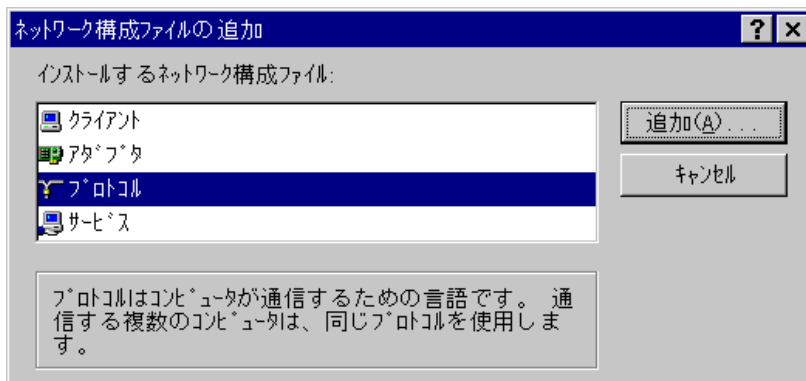 ネットワーク構成ファイルの追加
インストールするネットワーク構成ファイル:
クライアント
追加(A)...
アダプタ
プロトコル
キャンセル
サービス
プロトコルはコンピュータが通信するための言語です。 通
信する複数のコンピュータは、同じプロトコルを使用しま
す。